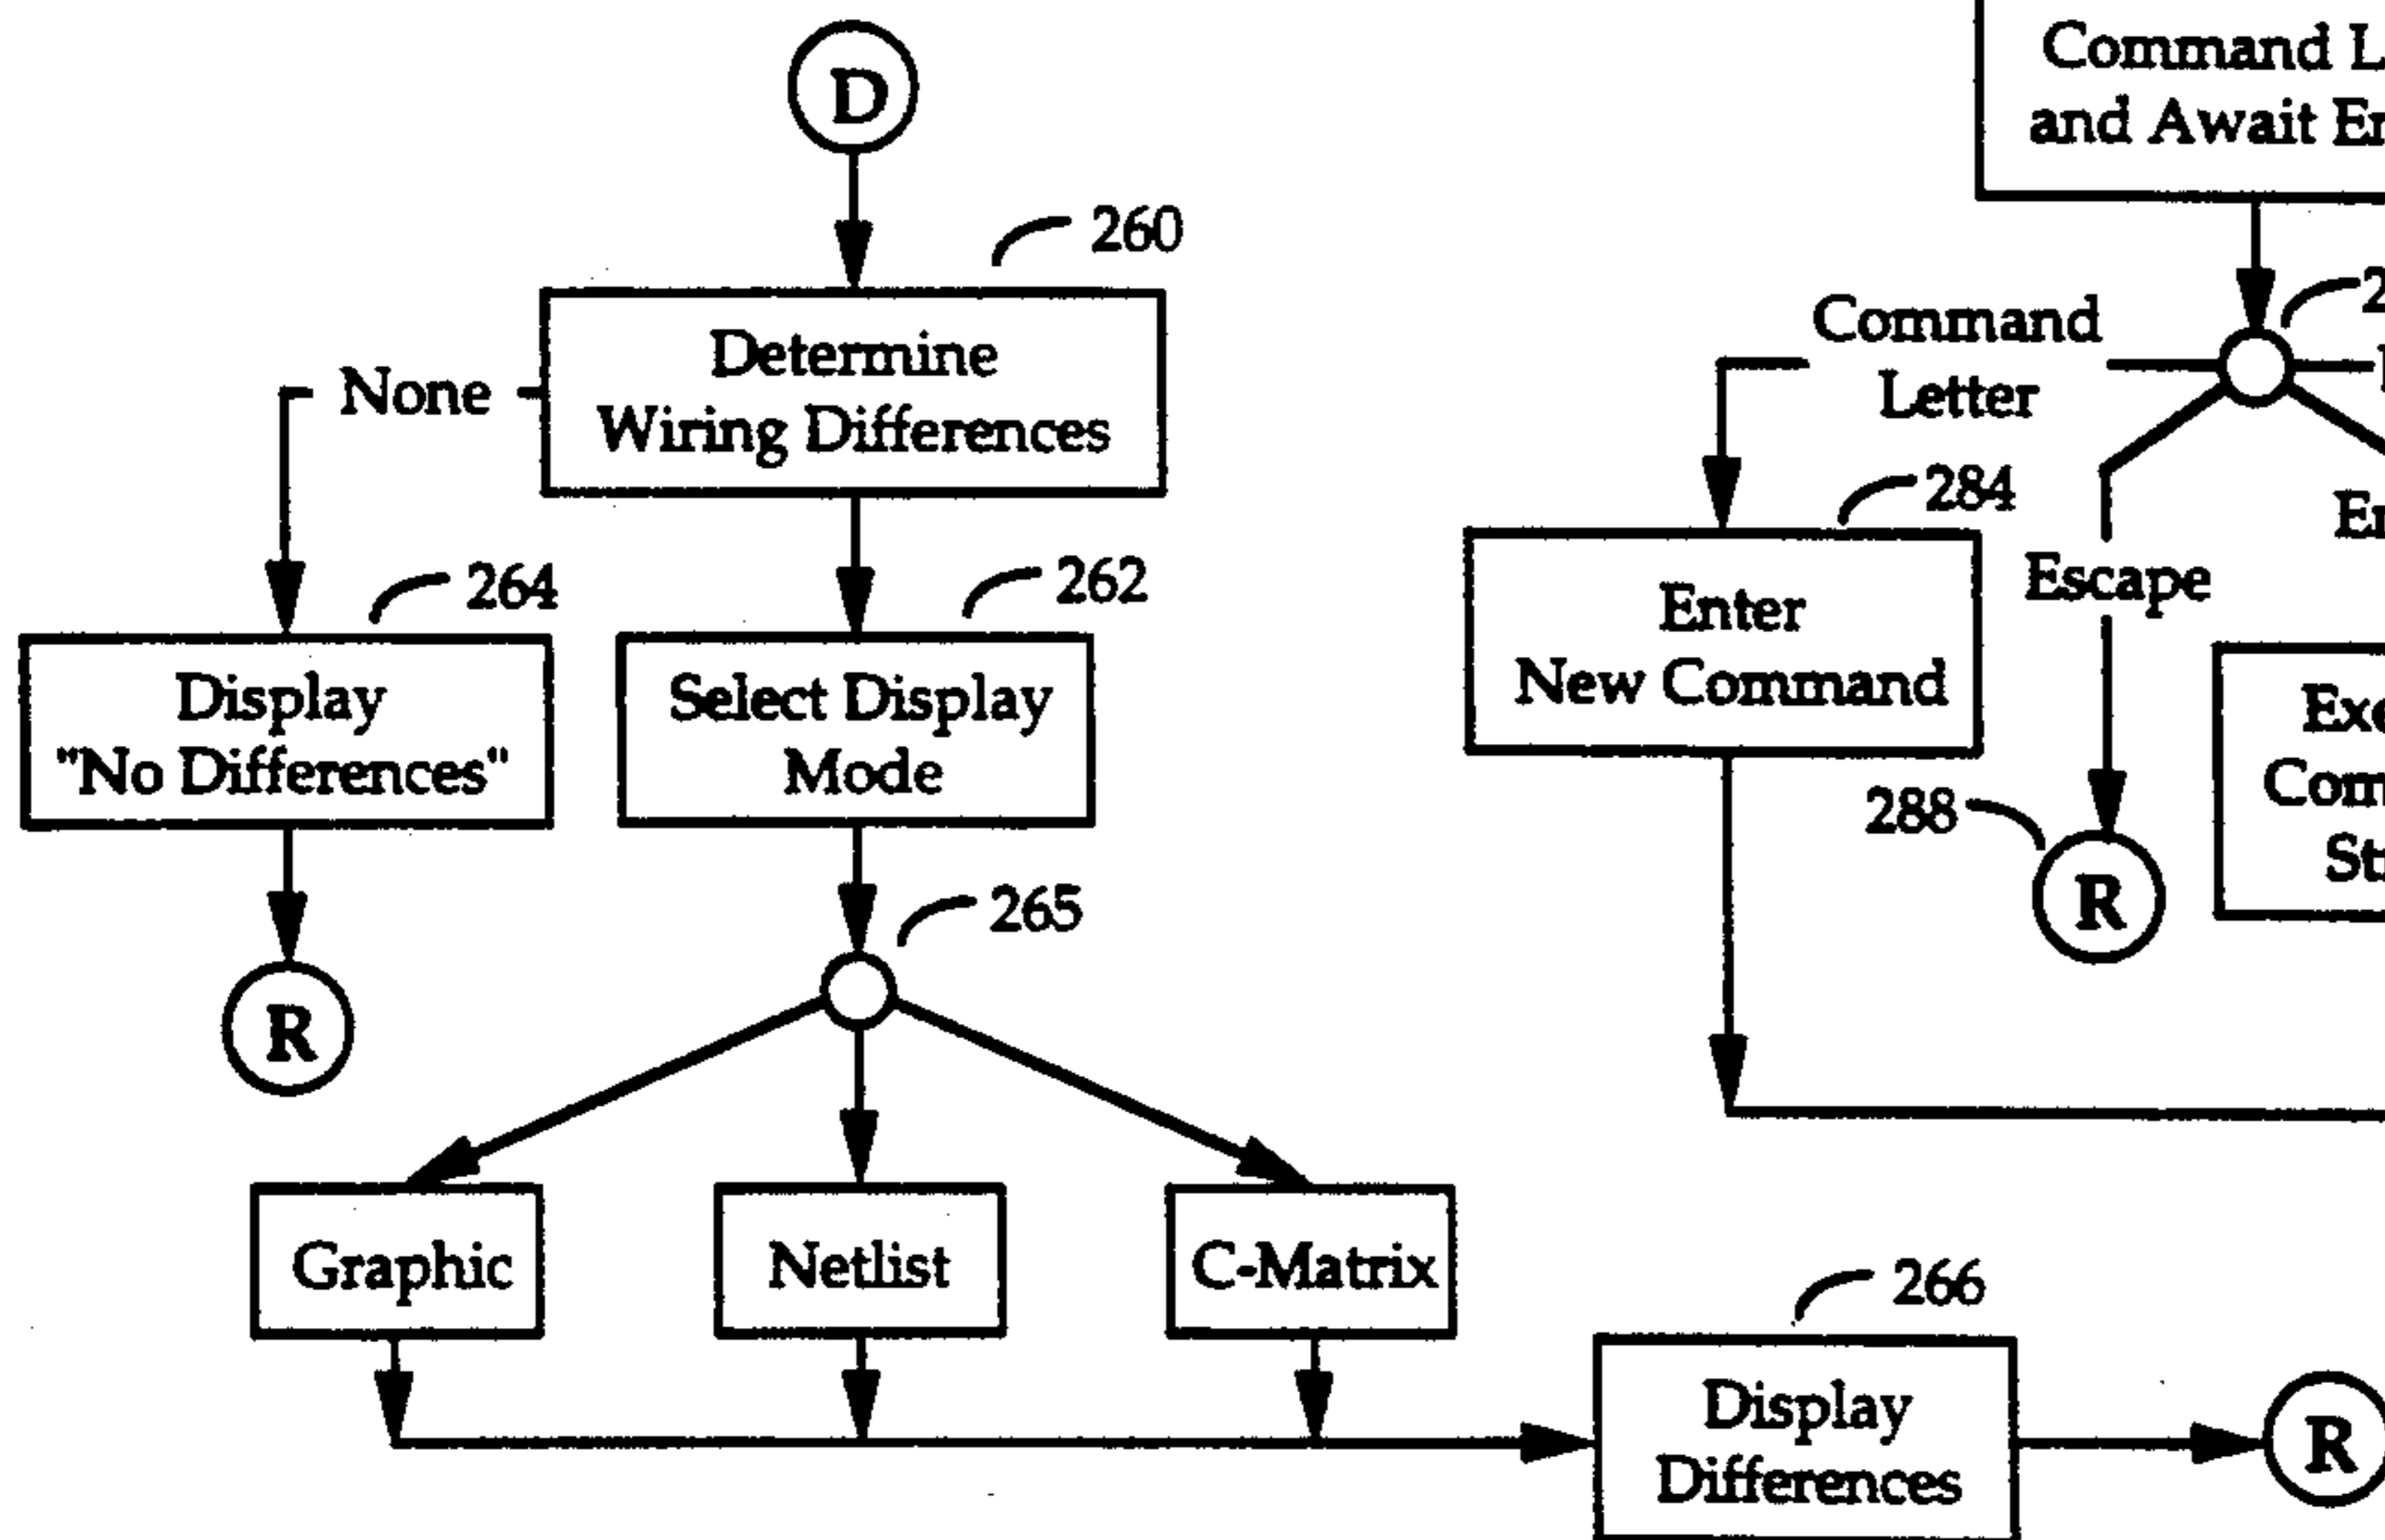 D
260
Determine
Wiring Differences
None
264
Display
"No Differences"
R
262
Select Display
Mode
265
Graphic
Netlist
C-Matrix
266
Display
Differences
R
Command
and Await
Command
Letter
284
Enter
New Command
Escape
288
R